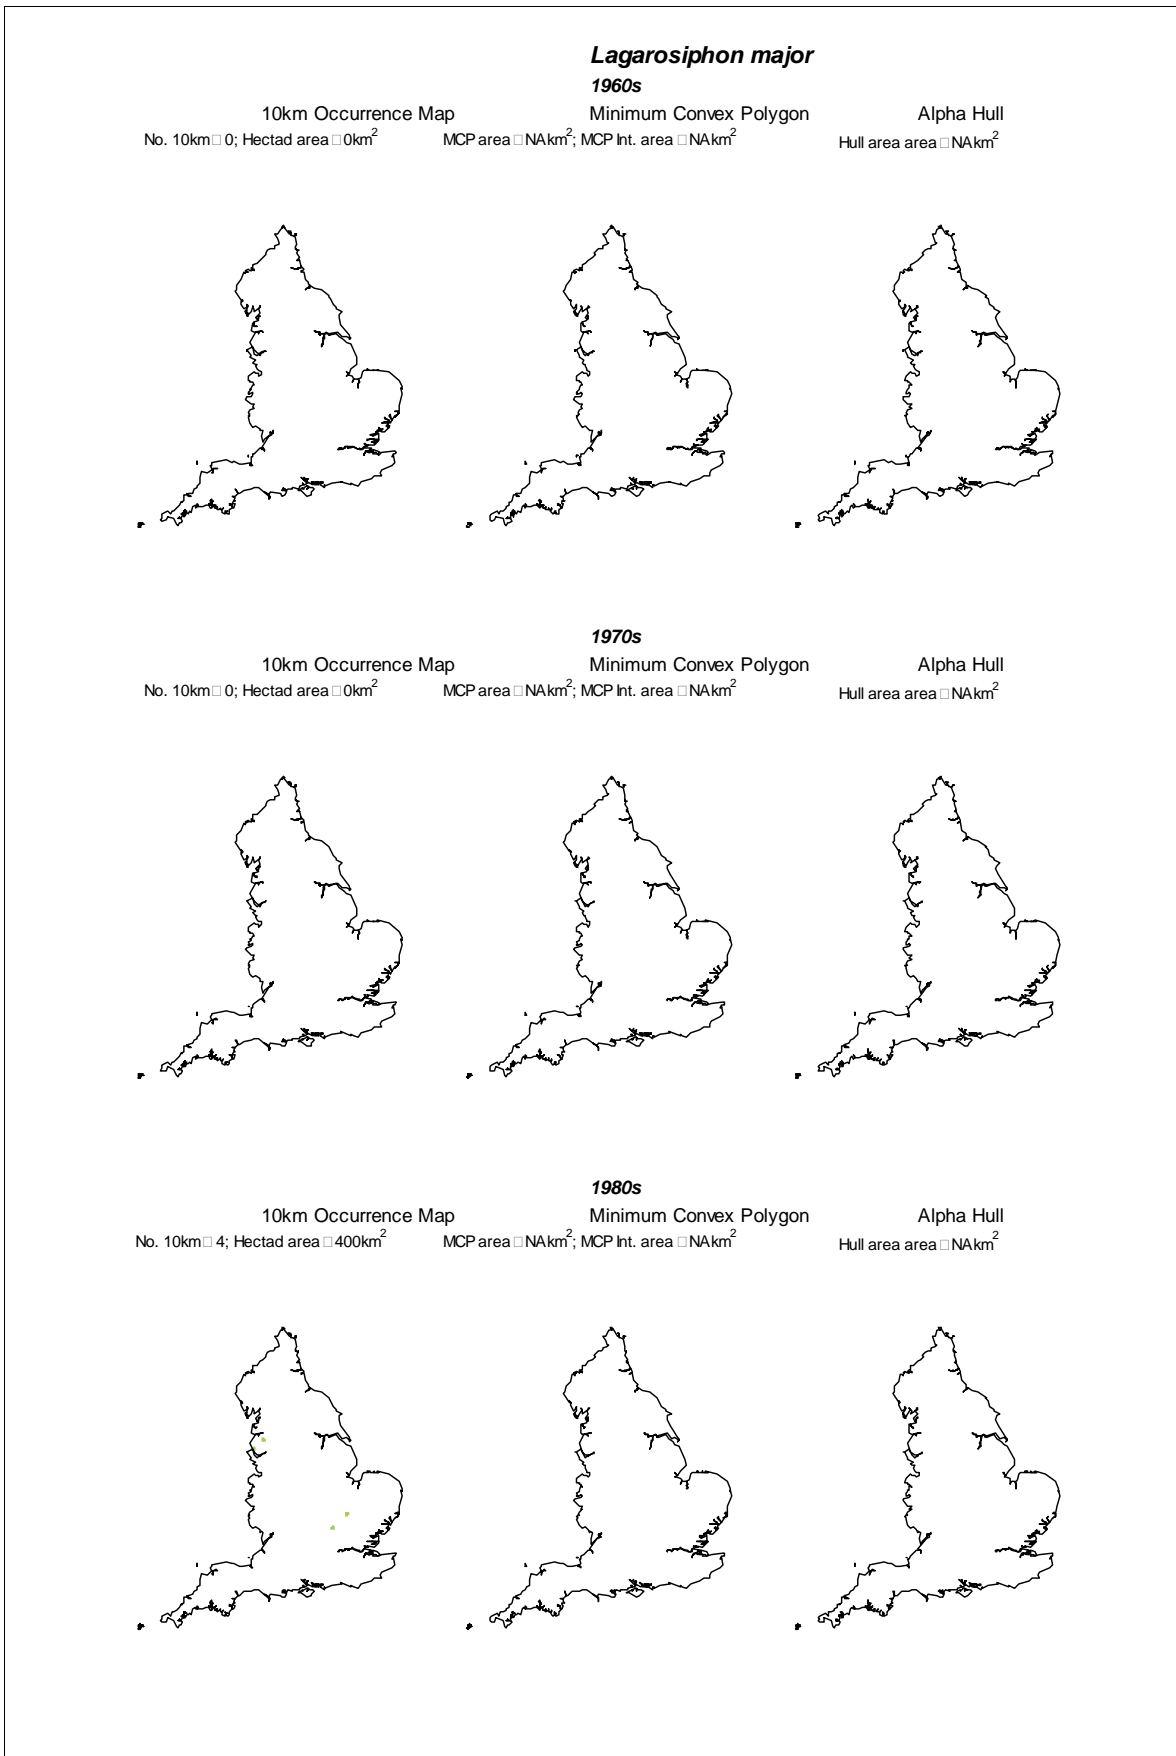 Lagarosiphon major
1960s
10km Occurrence Map Minimum Convex Polygon Alpha Hull
No. 10km□0; Hectad area □0km² MCP area □NAkm²; MCP Int. area □NAkm² Hull area area □NAkm²
1970s
10km Occurrence Map Minimum Convex Polygon Alpha Hull
No. 10km□0; Hectad area □0km² MCP area □NAkm²; MCP Int. area □NAkm² Hull area area □NAkm²
1980s
10km Occurrence Map Minimum Convex Polygon Alpha Hull
No. 10km□4; Hectad area □400km² MCP area □NAkm²; MCP Int. area □NAkm² Hull area area □NAkm²